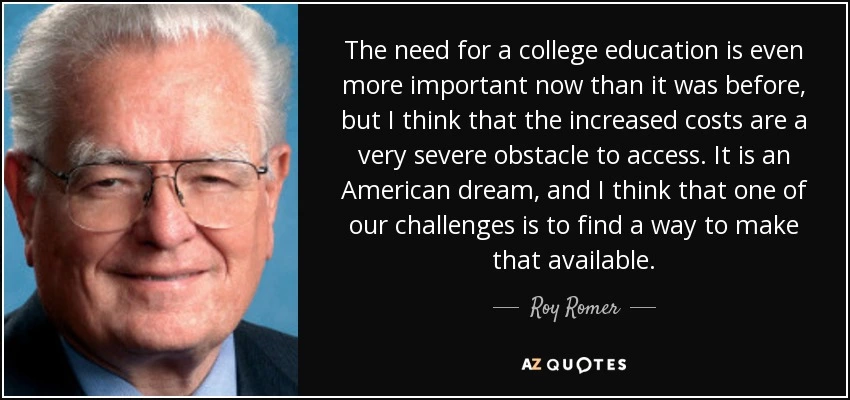 The need for a college education is even
more important now than it was before,
but I think that the increased costs are a
very severe obstacle to access. It is an
American dream, and I think that one of
our challenges is to find a way to make
that available.
Roy Romer
AZ QUOTES